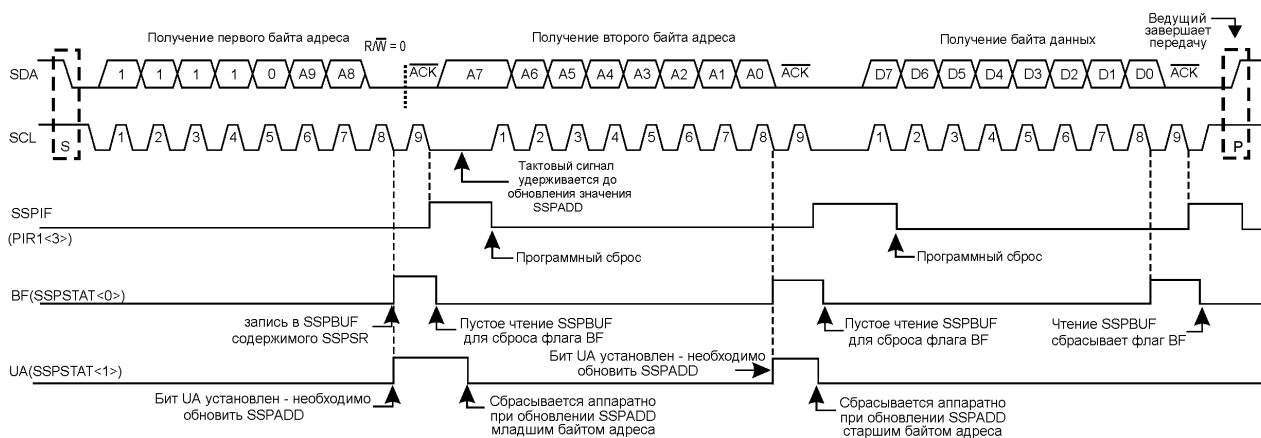 Получение первого байта адреса
R/W = 0
Получение второго байта адреса
Получение байта данных
Ведущий
завершает
передачу
SDA
1 1 1 1 0 A9 A8
ACK
A7 A6 A5 A4 A3 A2 A1 A0
ACK
D7 D6 D5 D4 D3 D2 D1 D0
ACK
SCL
S
1 2 3 4 5 6 7 8 9
1 2 3 4 5 6 7 8 9
1 2 3 4 5 6 7 8 9
P
Тактовый сигнал
удерживается до
обновления значения
SSPADD
SSPIF
(PIR1<3>)
Программный сброс
Программный сброс
BF(SSPSTAT<0>)
запись в SSPBUF
содержимого SSPSR
Пустое чтение SSPBUF
для сброса флага BF
Пустое чтение SSPBUF
для сброса флага BF
Чтение SSPBUF
сбрасывает флаг BF
UA(SSPSTAT<1>)
Бит UA установлен - необходимо
обновить SSPADD
Бит UA установлен - необходимо
обновить SSPADD
Сбрасывается аппаратно
при обновлении SSPADD
младшим байтом адреса
Сбрасывается аппаратно
при обновлении SSPADD
старшим байтом адреса